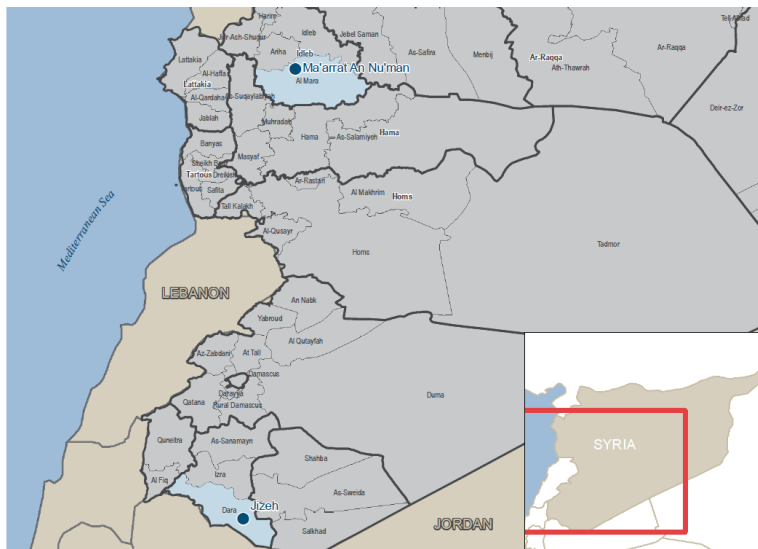 Harim
Idleb
Jisr-Ash-Shugur
Jebel Saman
As-Safira
Menbij
Tell Abiad
Ariha
Idleb
Ar-Raqqa
Ar-Raqqa
Ath-Thawrah
Lattakia
Al-Haffa
Lattakia
Ma'arrat An Nu'man
Al Mara
Al-Qardaha
As-Suqaylabiyah
Deir-ez-Zor
Jablah
Muhradah
Hama
As-Salamiyeh
Hama
Banyas
Masyaf
Sheikh Badr
Tartous
Dreikish
Tartous
Safita
Ar-Rastan
Al Makhrim
Homs
Tall Kalakh
Al-Qusayr
Homs
Tadmor
Mediterranean Sea
LEBANON
An Nabk
Yabroud
Al Qutayfah
Az-Zabdani
At Tall
Damascus
Darayya
Rural Damascus
Duma
Qatana
Quneitra
As-Sanamayn
Shahba
Al Fiq
Izra
As-Sweida
Jizeh
Dara
Salkhad
JORDAN
SYRIA